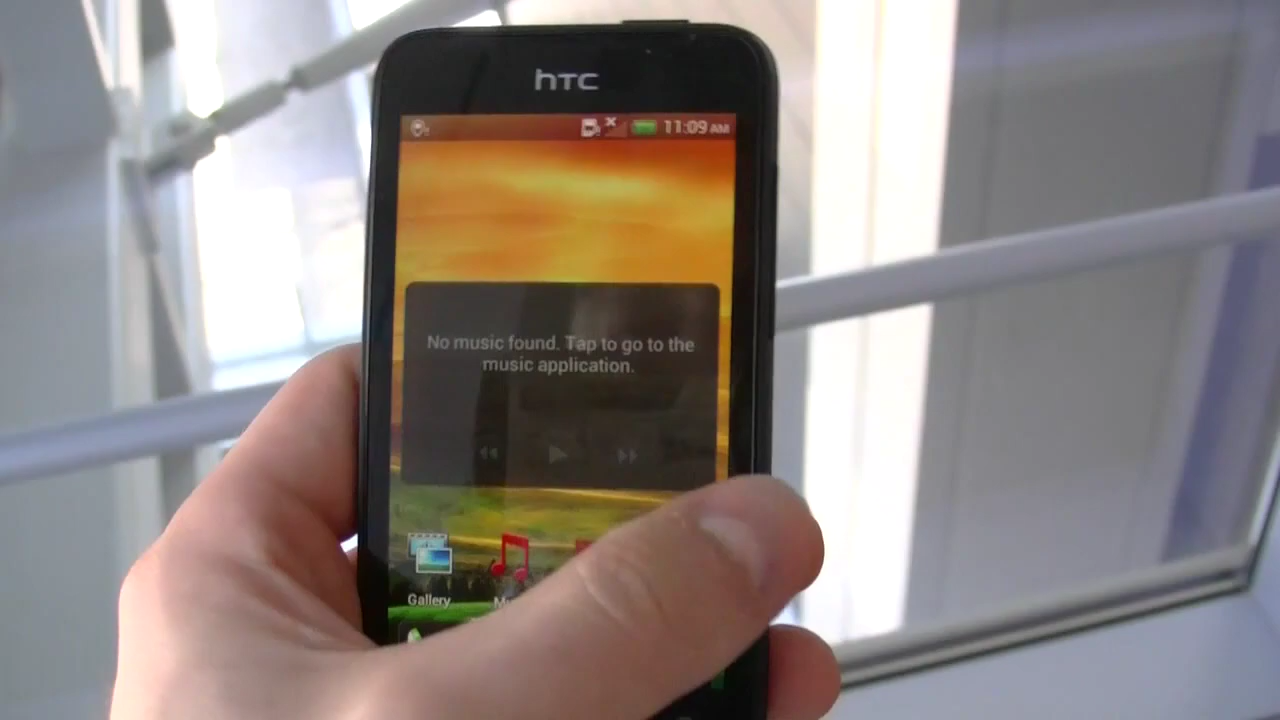 hTC
11:09 AM
No music found. Tap to go to the
music application.
Gallery